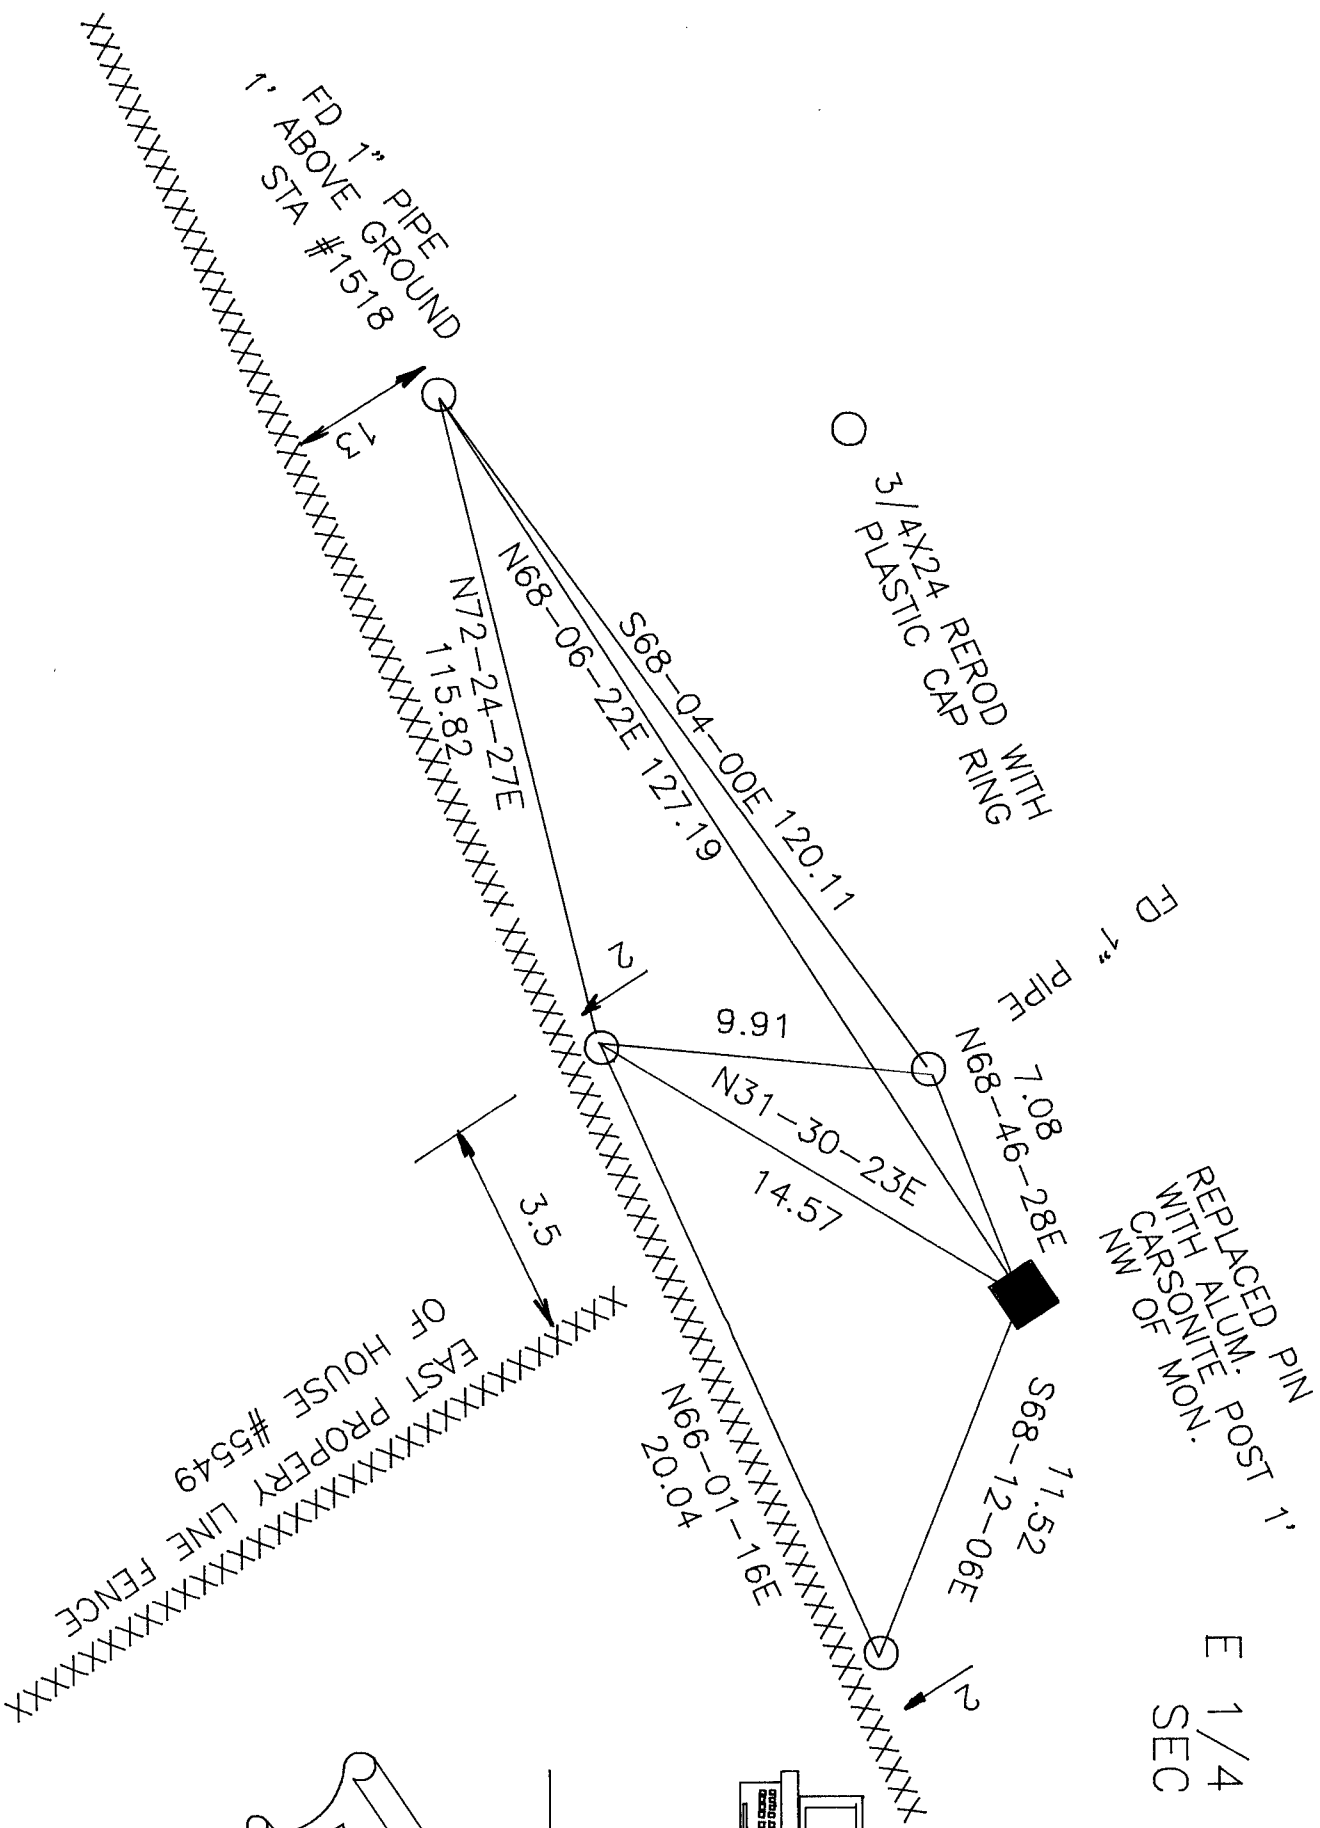 FD 1" PIPE
1' ABOVE GROUND
STA #1518
13
3/4X24 REROD WITH
PLASTIC CAP RING
S68-04-00E 120.11
N68-06-22E 127.19
N72-24-27E
115.82
FD 1" PIPE
7.08
N68-46-28E
2
9.91
N31-30-23E
14.57
REPLACED PIN
WITH ALUM.
CARSONITE POST 1'
NW OF MON.
3.5
EAST PROPERY LINE FENCE
OF HOUSE #5549
11.52
S68-12-06E
N66-01-16E
20.04
2
E 1/4
SEC